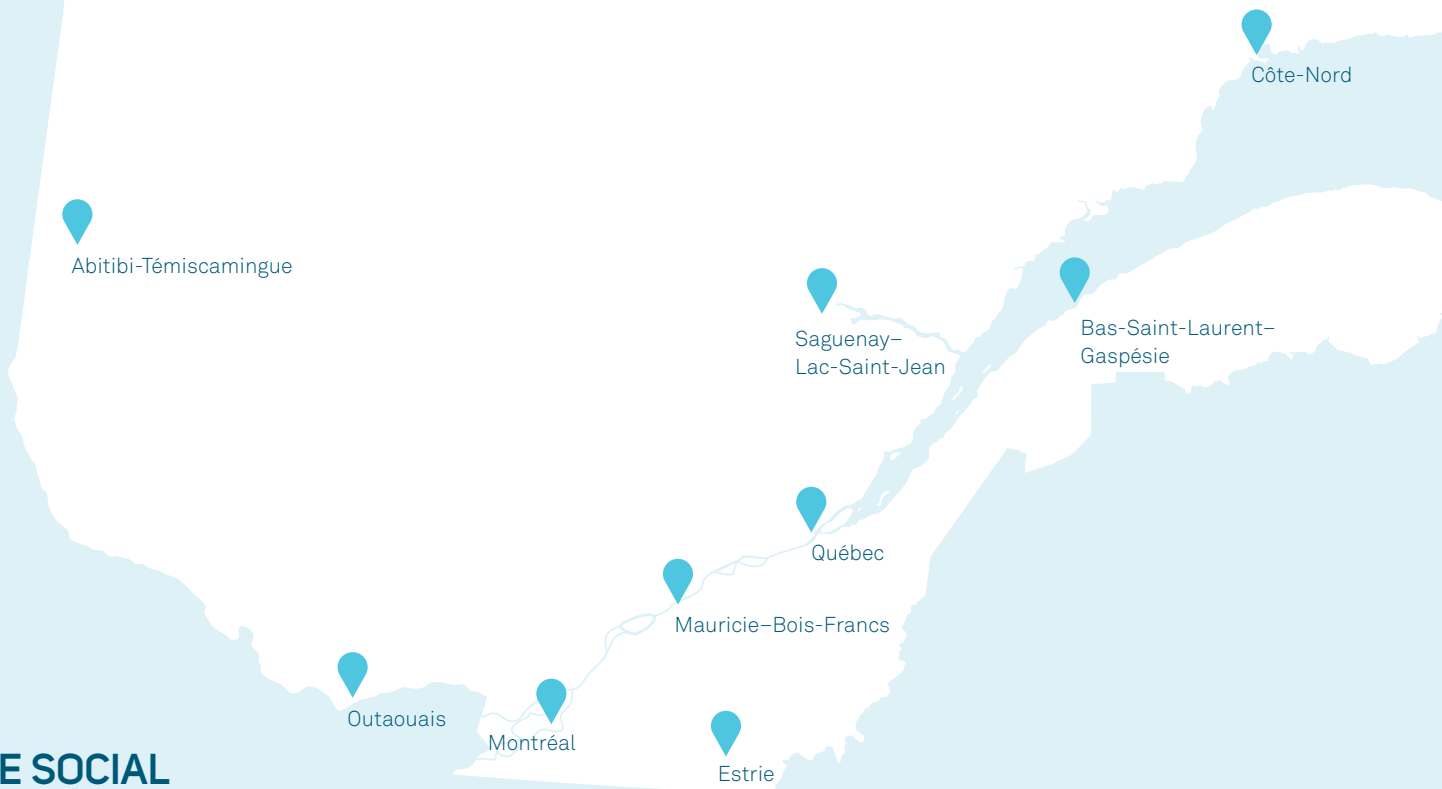 Côte-Nord
Abitibi-Témiscamingue
Bas-Saint-Laurent–
Gaspésie
Saguenay–
Lac-Saint-Jean
Québec
Mauricie–Bois-Francs
Outaouais
Montréal
Estrie
E SOCIAL